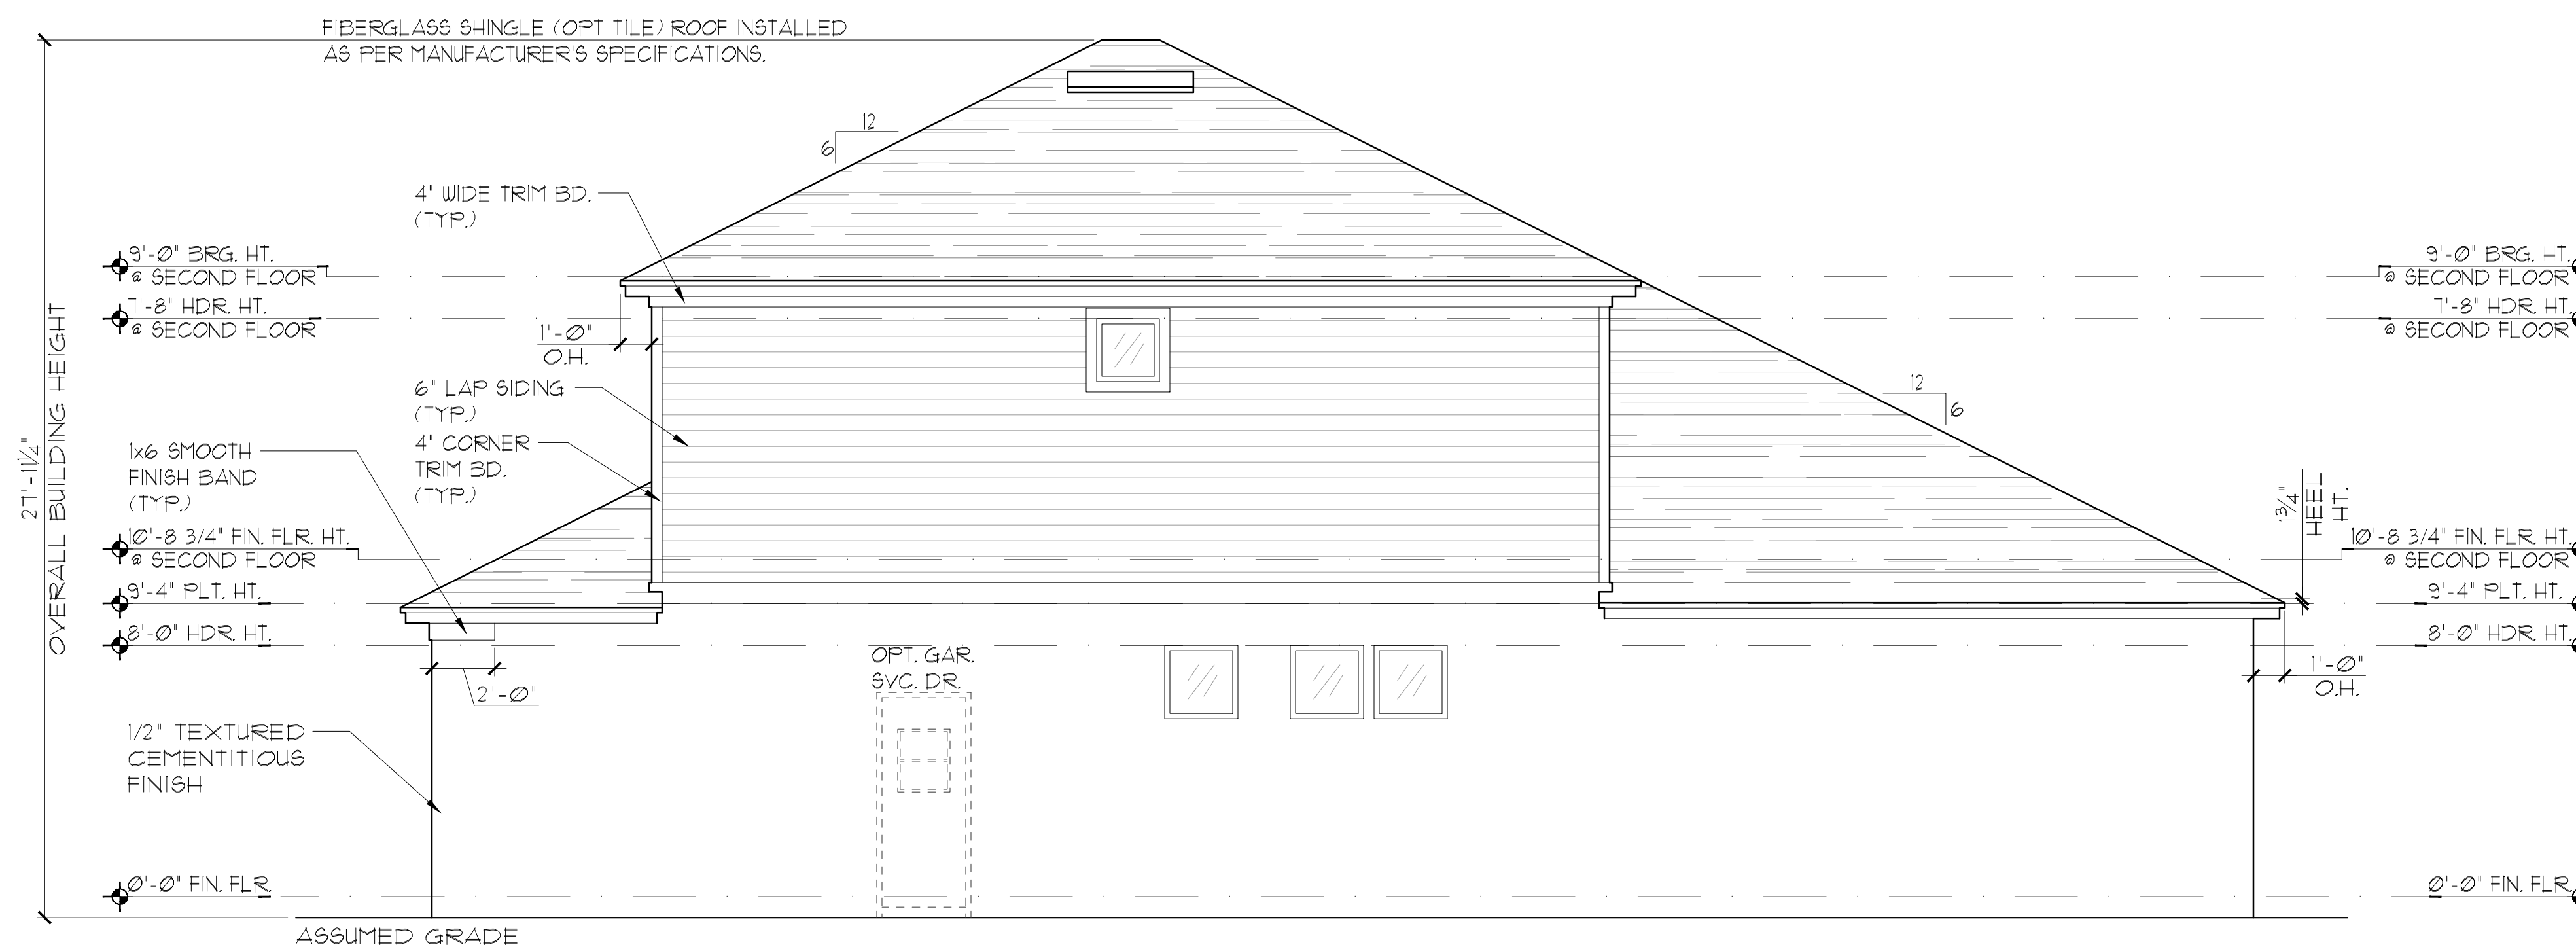 FIBERGLASS SHINGLE (OPT TILE) ROOF INSTALLED
AS PER MANUFACTURER'S SPECIFICATIONS.
12
6
4" WIDE TRIM BD.
(TYP.)
9'-0" BRG. HT.
@ SECOND FLOOR
7'-8" HDR. HT.
@ SECOND FLOOR
1'-0"
O.H.
6" LAP SIDING
(TYP.)
4" CORNER
TRIM BD.
(TYP.)
27'-11 1/4"
OVERALL BUILDING HEIGHT
1x6 SMOOTH
FINISH BAND
(TYP.)
10'-8 3/4" FIN. FLR. HT.
@ SECOND FLOOR
9'-4" PLT. HT.
8'-0" HDR. HT.
2'-0"
1/2" TEXTURED
CEMENTITIOUS
FINISH
0'-0" FIN. FLR.
ASSUMED GRADE
OPT. GAR.
SVC. DR.
9'-0" BRG. HT.
@ SECOND FLOOR
7'-8" HDR. HT.
@ SECOND FLOOR
12
6
1 3/4"
HEEL
HT.
10'-8 3/4" FIN. FLR. HT.
@ SECOND FLOOR
9'-4" PLT. HT.
8'-0" HDR. HT.
1'-0"
O.H.
0'-0" FIN. FLR.